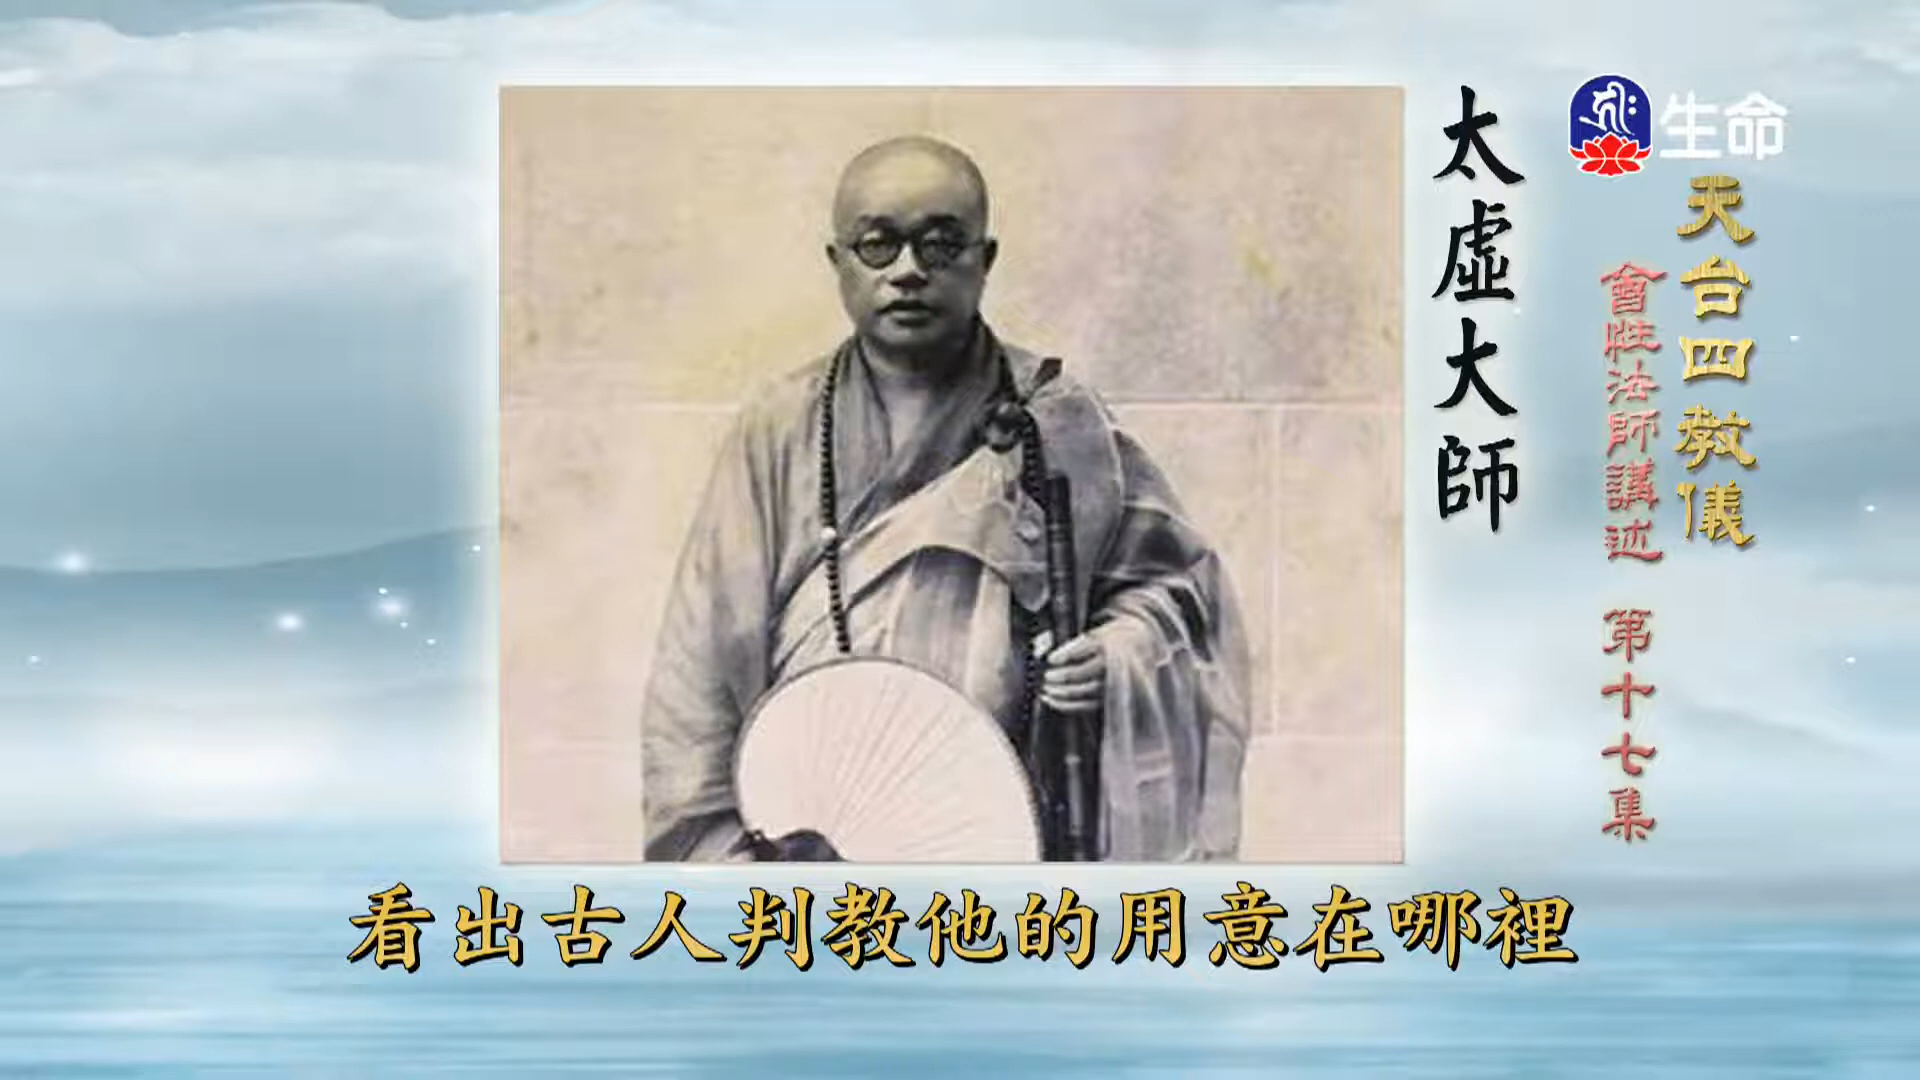 生命
天台四教儀
會性法師講述 第十七集
太虛大師
看出古人判教他的用意在哪裡